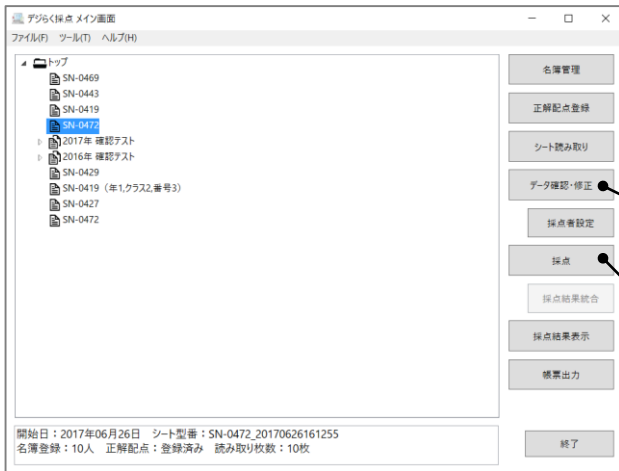 デジらく採点 メイン画面
ファイル(F) ツール(T) ヘルプ(H)
トップ
SN-0469
SN-0443
SN-0419
SN-0472
2017年 確認テスト
2016年 確認テスト
SN-0429
SN-0419（年1,クラス2,番号3）
SN-0427
SN-0472
名簿管理
正解配点登録
シート読み取り
データ確認・修正
採点者設定
採点
採点結果統合
採点結果表示
帳票出力
開始日：2017年06月26日 シート型番：SN-0472_20170626161255
名簿登録：10人 正解配点：登録済み 読み取り枚数：10枚
終了